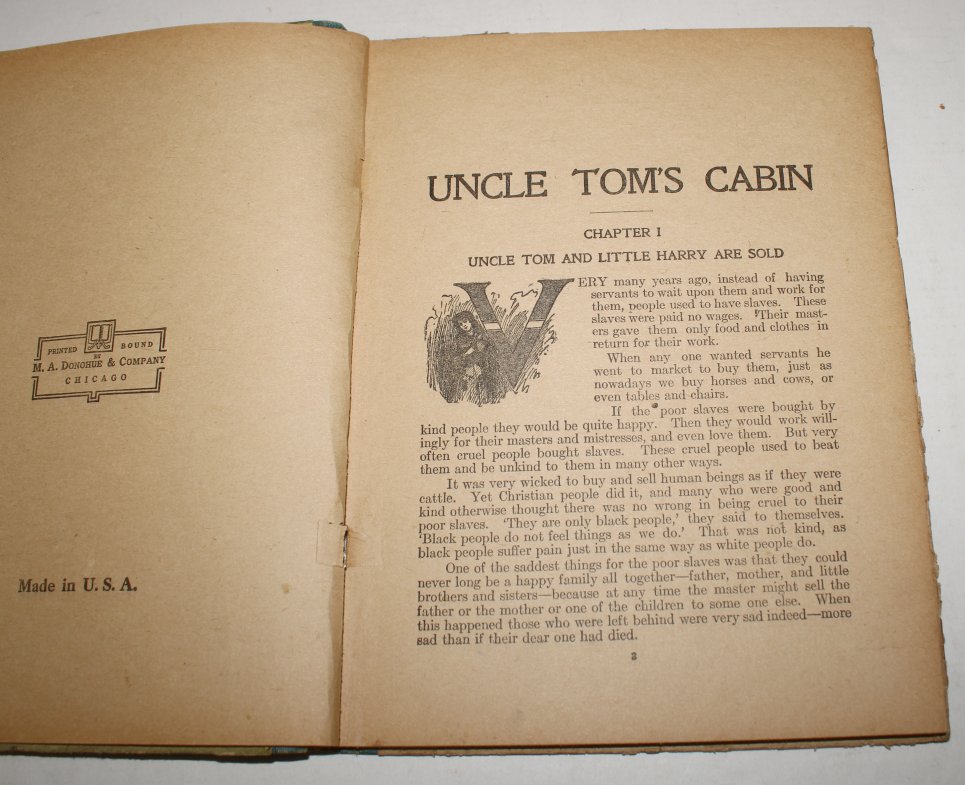 PRINTED BOUND
BY
M. A. DONOHUE & COMPANY
CHICAGO
Made in U. S. A.
UNCLE TOM'S CABIN
CHAPTER I
UNCLE TOM AND LITTLE HARRY ARE SOLD
VERY many years ago, instead of having
servants to wait upon them and work for
them, people used to have slaves. These
slaves were paid no wages. Their mast-
ers gave them only food and clothes in
return for their work.
When any one wanted servants he
went to market to buy them, just as
nowadays we buy horses and cows, or
even tables and chairs.
If the poor slaves were bought by
kind people they would be quite happy. Then they would work will-
ingly for their masters and mistresses, and even love them. But very
often cruel people bought slaves. These cruel people used to beat
them and be unkind to them in many other ways.
It was very wicked to buy and sell human beings as if they were
cattle. Yet Christian people did it, and many who were good and
kind otherwise thought there was no wrong in being cruel to their
poor slaves. 'They are only black people,' they said to themselves.
'Black people do not feel things as we do.' That was not kind, as
black people suffer pain just in the same way as white people do.
One of the saddest things for the poor slaves was that they could
never long be a happy family all together—father, mother, and little
brothers and sisters—because at any time the master might sell the
father or the mother or one of the children to some one else. When
this happened those who were left behind were very sad indeed—more
sad than if their dear one had died.
3